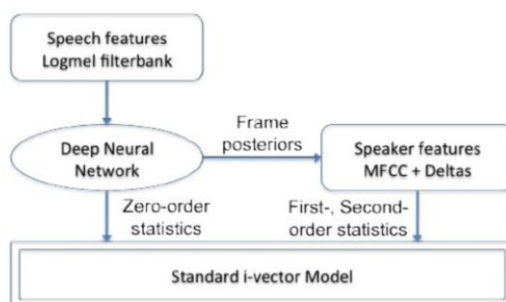 Speech features
Logmel filterbank
Frame
posteriors
Deep Neural
Network
Speaker features
MFCC + Deltas
Zero-order
statistics
First-, Second-
order statistics
Standard i-vector Model